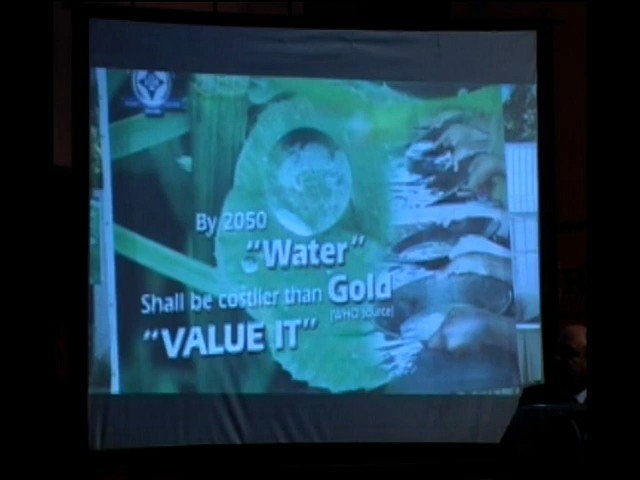 By 2050
"Water"
Shall be costlier than Gold
(WHO source)
"VALUE IT"